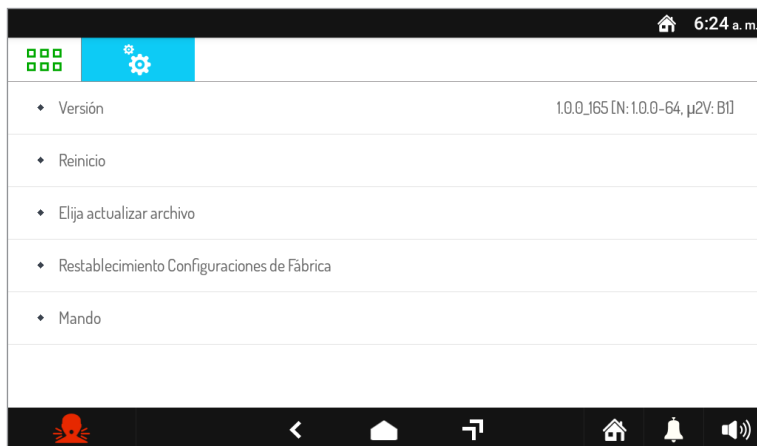 6:24 a. m.
Versión 1.0.0_165 [N: 1.0.0-64, µ2V: B1]
Reinicio
Elija actualizar archivo
Restablecimiento Configuraciones de Fábrica
Mando